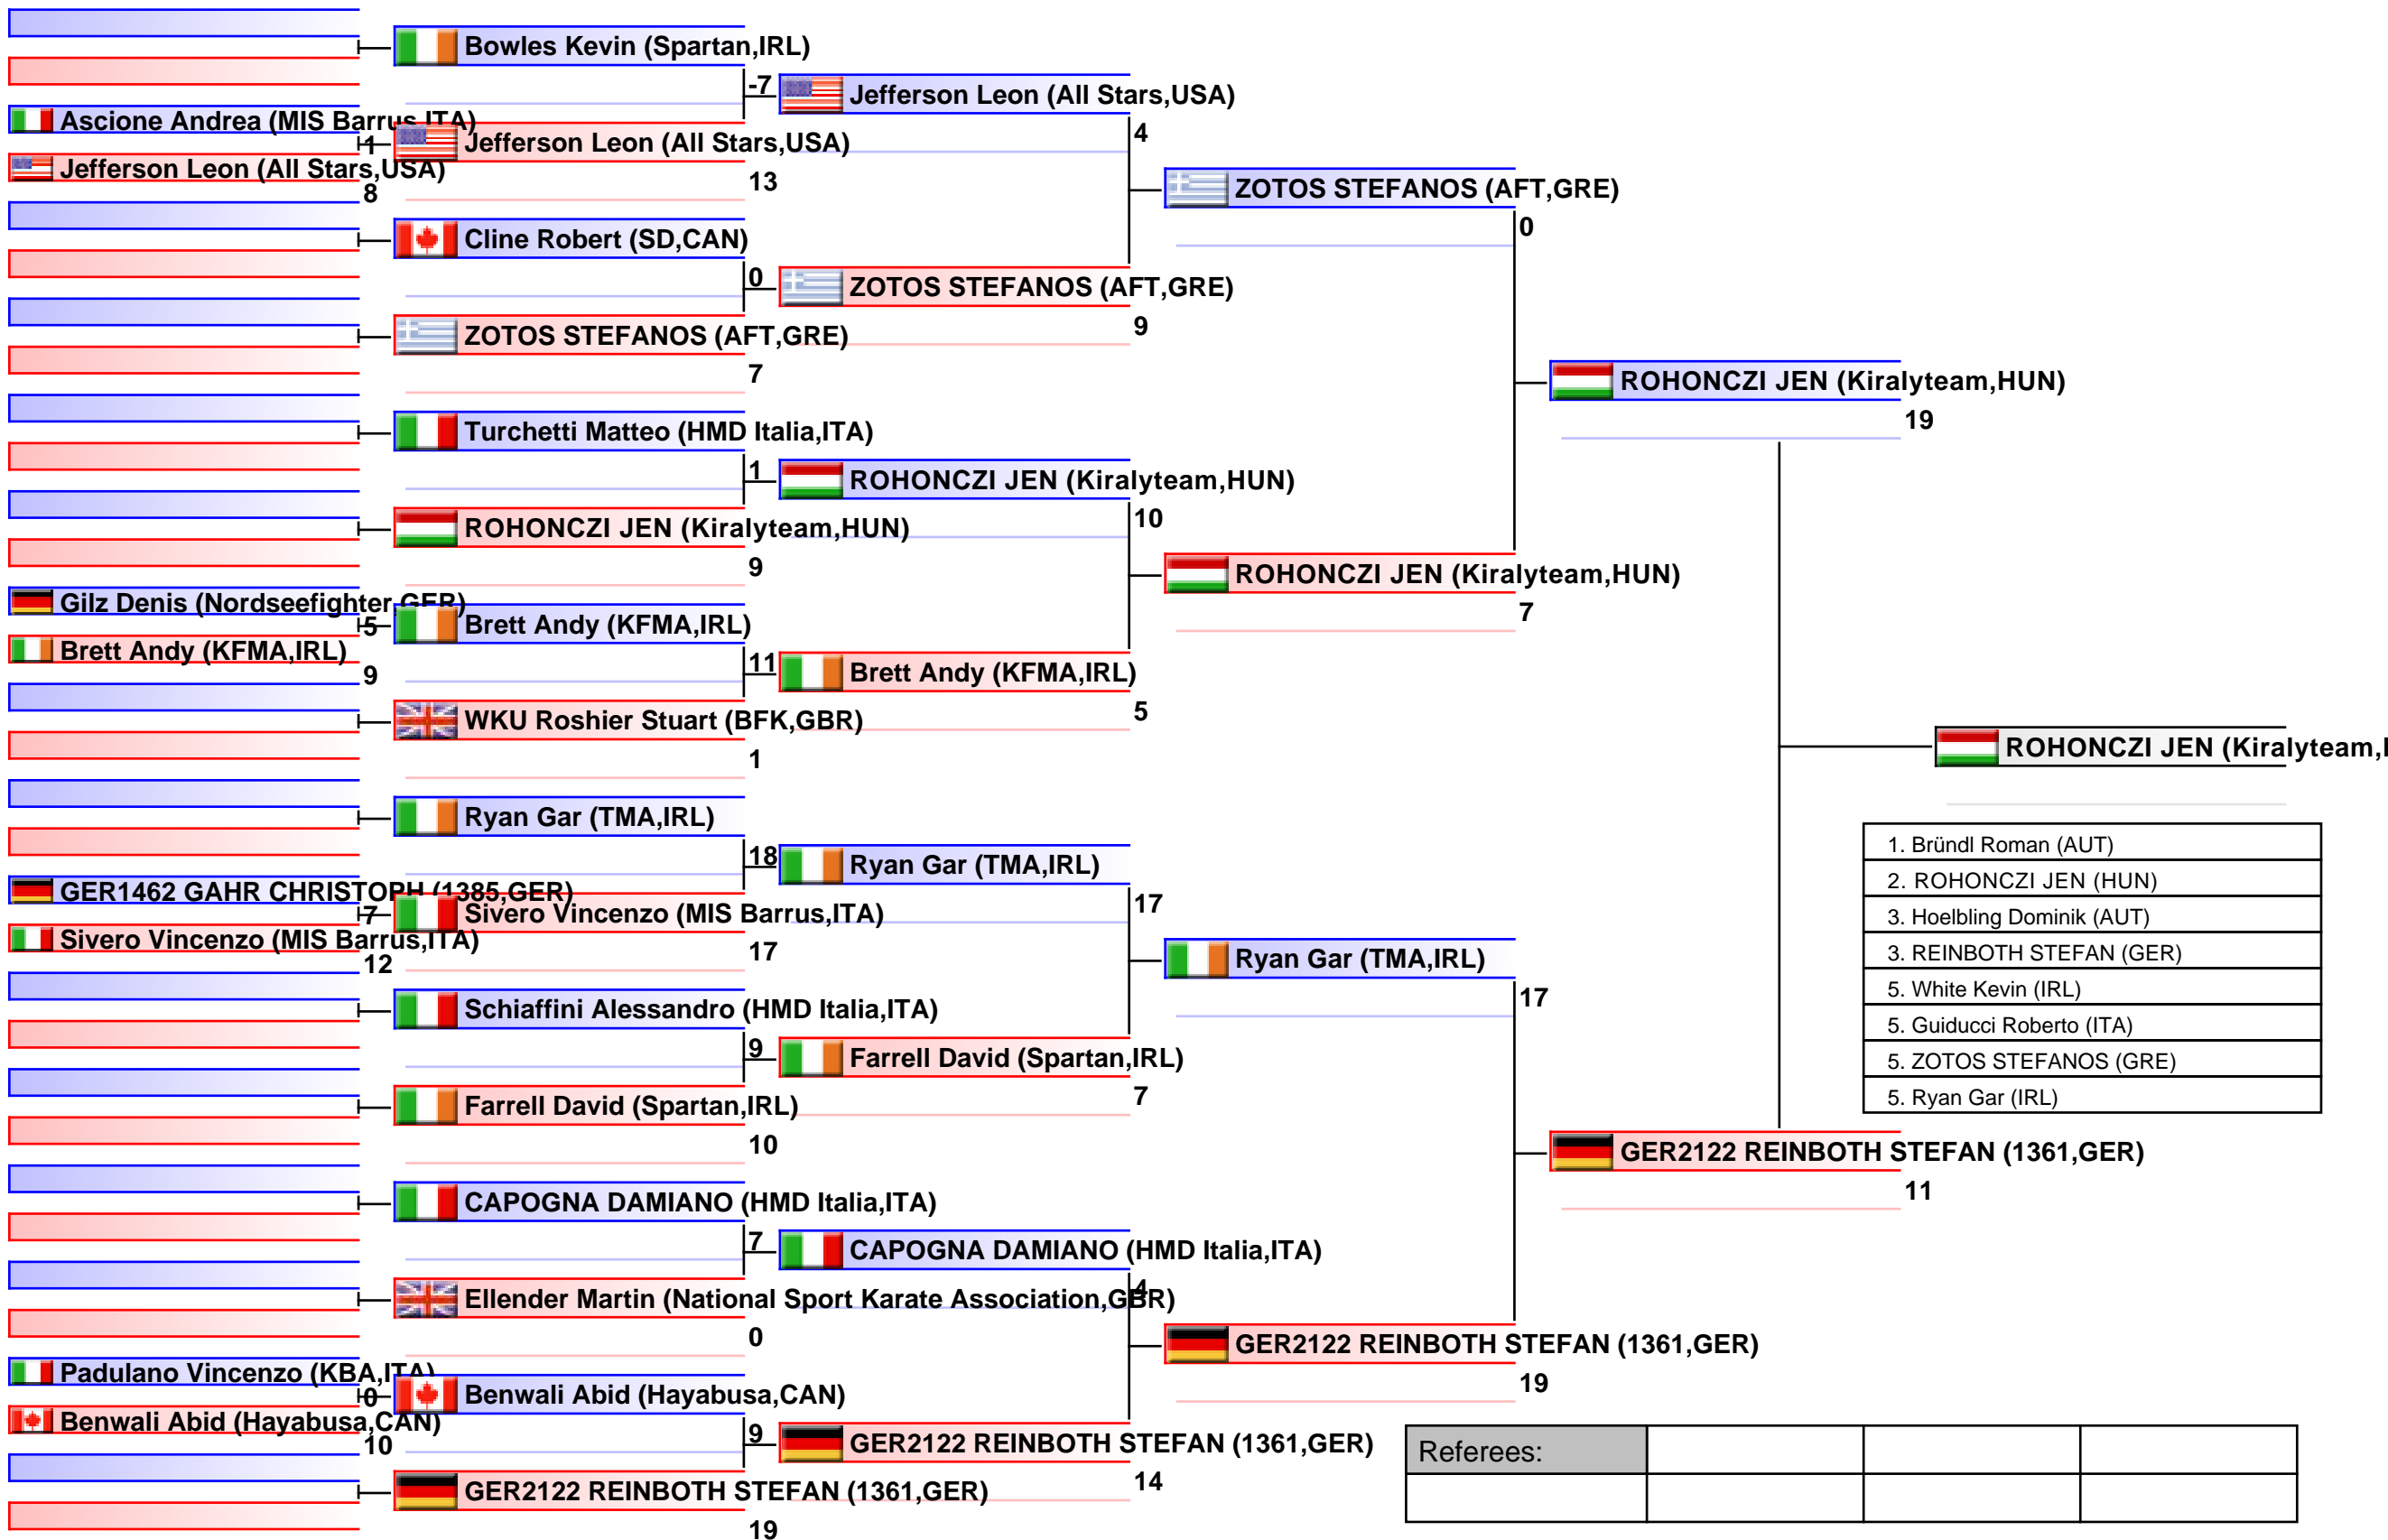 Ascione Andrea (MIS Barrus,ITA)
1
Jefferson Leon (All Stars,USA)
8
Gilz Denis (Nordseefighter,GER)
5
Brett Andy (KFMA,IRL)
9
GER1462 GAHR CHRISTOPH (1385,GER)
7
Sivero Vincenzo (MIS Barrus,ITA)
12
Padulano Vincenzo (KBA,ITA)
0
Benwali Abid (Hayabusa,CAN)
10
Bowles Kevin (Spartan,IRL)
-7
Jefferson Leon (All Stars,USA)
13
Cline Robert (SD,CAN)
0
ZOTOS STEFANOS (AFT,GRE)
7
Turchetti Matteo (HMD Italia,ITA)
1
ROHONCZI JEN (Kiralyteam,HUN)
9
Brett Andy (KFMA,IRL)
11
WKU Roshier Stuart (BFK,GBR)
1
Ryan Gar (TMA,IRL)
18
Sivero Vincenzo (MIS Barrus,ITA)
17
Schiaffini Alessandro (HMD Italia,ITA)
9
Farrell David (Spartan,IRL)
10
CAPOGNA DAMIANO (HMD Italia,ITA)
7
Ellender Martin (National Sport Karate Association,GBR)
0
Benwali Abid (Hayabusa,CAN)
9
GER2122 REINBOTH STEFAN (1361,GER)
19
Jefferson Leon (All Stars,USA)
4
ZOTOS STEFANOS (AFT,GRE)
9
ROHONCZI JEN (Kiralyteam,HUN)
10
Brett Andy (KFMA,IRL)
5
Ryan Gar (TMA,IRL)
17
Farrell David (Spartan,IRL)
7
CAPOGNA DAMIANO (HMD Italia,ITA)
4
GER2122 REINBOTH STEFAN (1361,GER)
14
ZOTOS STEFANOS (AFT,GRE)
0
ROHONCZI JEN (Kiralyteam,HUN)
7
Ryan Gar (TMA,IRL)
17
GER2122 REINBOTH STEFAN (1361,GER)
19
ROHONCZI JEN (Kiralyteam,HUN)
19
GER2122 REINBOTH STEFAN (1361,GER)
11
ROHONCZI JEN (Kiralyteam,
1. Bründl Roman (AUT)
2. ROHONCZI JEN (HUN)
3. Hoelbling Dominik (AUT)
3. REINBOTH STEFAN (GER)
5. White Kevin (IRL)
5. Guiducci Roberto (ITA)
5. ZOTOS STEFANOS (GRE)
5. Ryan Gar (IRL)
Referees: